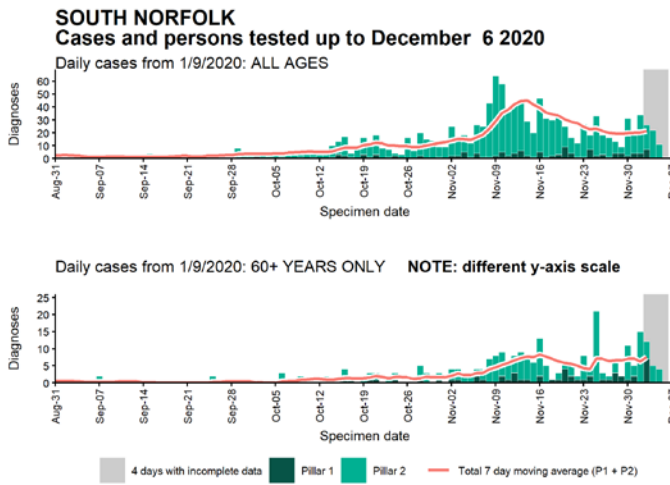 SOUTH NORFOLK
Cases and persons tested up to December 6 2020
Daily cases from 1/9/2020: ALL AGES
Diagnoses
60
50
40
30
20
10
0
Aug-31 Sep-07 Sep-14 Sep-21 Sep-28 Oct-05 Oct-12 Oct-19 Oct-26 Nov-02 Nov-09 Nov-16 Nov-23 Nov-30 Dec-07
Specimen date
Daily cases from 1/9/2020: 60+ YEARS ONLY NOTE: different y-axis scale
Diagnoses
25
20
15
10
5
0
Aug-31 Sep-07 Sep-14 Sep-21 Sep-28 Oct-05 Oct-12 Oct-19 Oct-26 Nov-02 Nov-09 Nov-16 Nov-23 Nov-30
Specimen date
4 days with incomplete data Pillar 1 Pillar 2 Total 7 day moving average (P1 + P2)